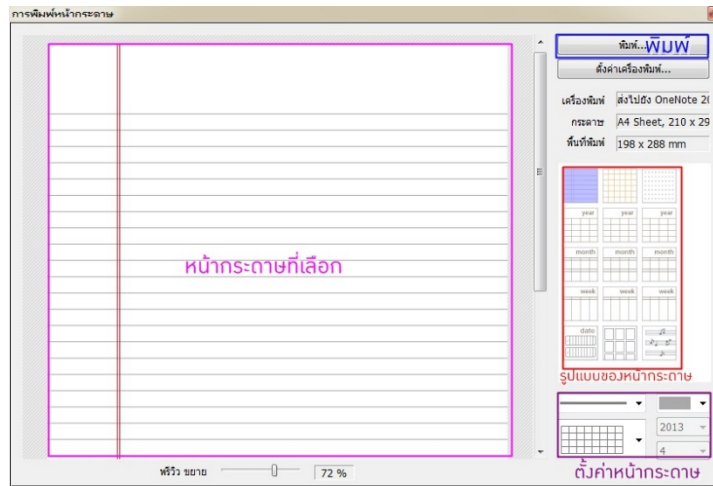 การพิมพ์หน้ากระดาษ
พิมพ์...พิมพ์
ตั้งค่าเครื่องพิมพ์...
เครื่องพิมพ์ ส่งไปยัง OneNote 20
กระดาษ A4 Sheet, 210 x 29
พื้นที่พิมพ์ 198 x 288 mm
year year year
month month month
week week week
date
หน้ากระดาษที่เลือก
รูปแบบของหน้ากระดาษ
2013
4
ตั้งค่าหน้ากระดาษ
พรีวิว ขยาย 72 %